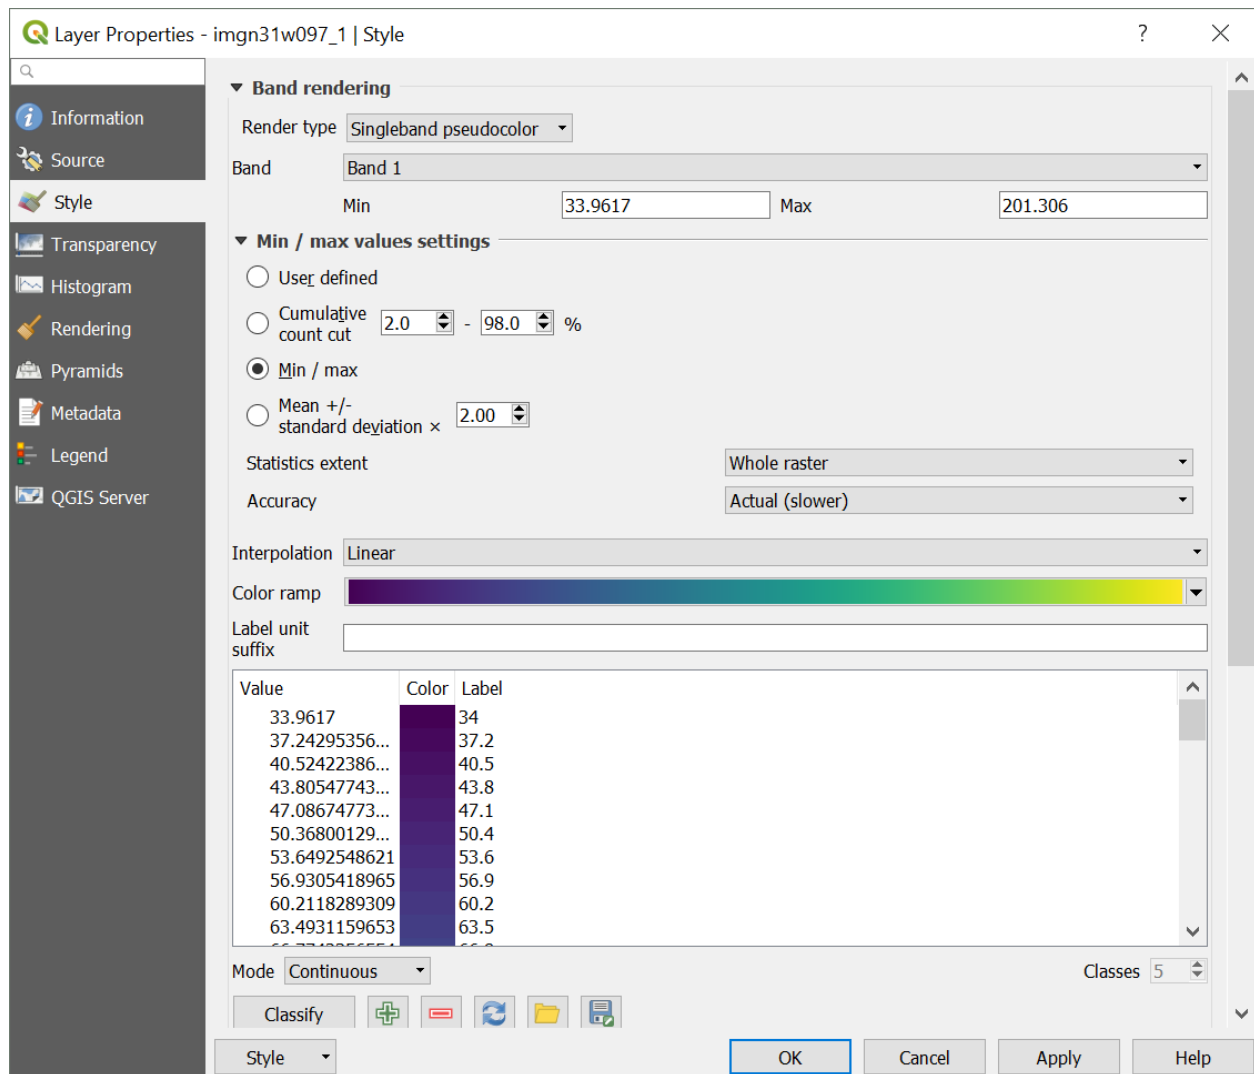 Layer Properties - imgn31w097_1 | Style ?
Information
Source
Style
Transparency
Histogram
Rendering
Pyramids
Metadata
Legend
QGIS Server
Band rendering
Render type Singleband pseudocolor
Band Band 1
Min 33.9617 Max 201.306
Min / max values settings
User defined
Cumulative
count cut 2.0 - 98.0 %
Min / max
Mean +/-
standard deviation × 2.00
Statistics extent Whole raster
Accuracy Actual (slower)
Interpolation Linear
Color ramp
Label unit
suffix
Value Color Label
33.9617 34
37.24295356... 37.2
40.52422386... 40.5
43.80547743... 43.8
47.08674773... 47.1
50.36800129... 50.4
53.6492548621 53.6
56.9305418965 56.9
60.2118289309 60.2
63.4931159653 63.5
Mode Continuous Classes 5
Classify
Style OK Cancel Apply Help